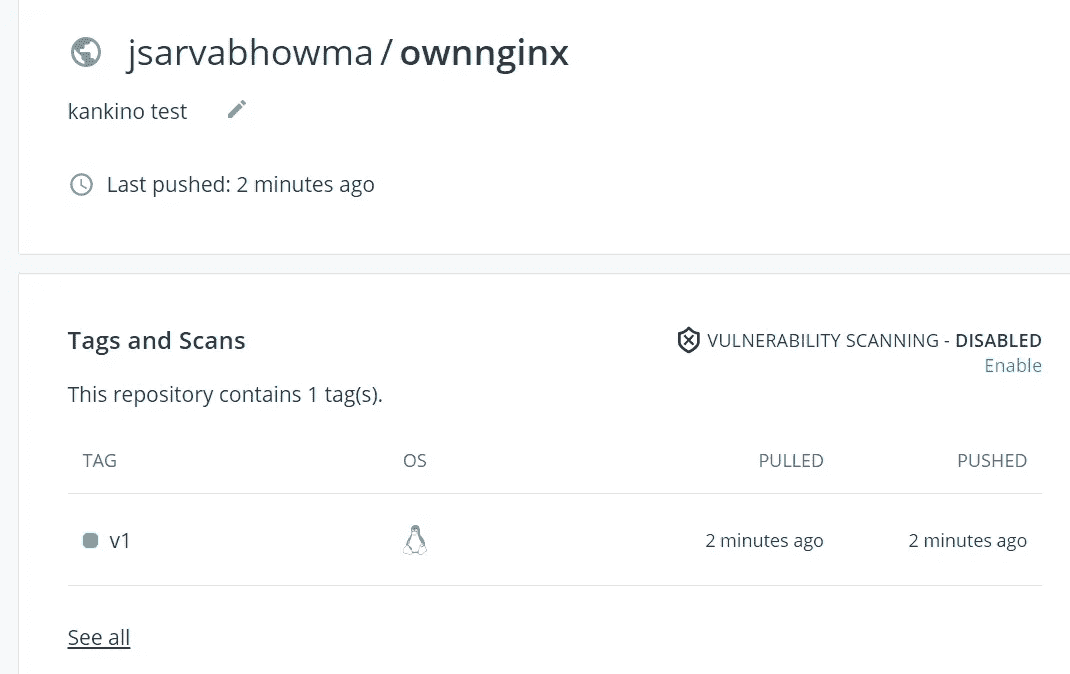 jsarvabhowma / ownnginx
kankino test
Last pushed: 2 minutes ago
Tags and Scans
VULNERABILITY SCANNING - DISABLED
Enable
This repository contains 1 tag(s).
TAG OS PULLED PUSHED
v1 2 minutes ago 2 minutes ago
See all